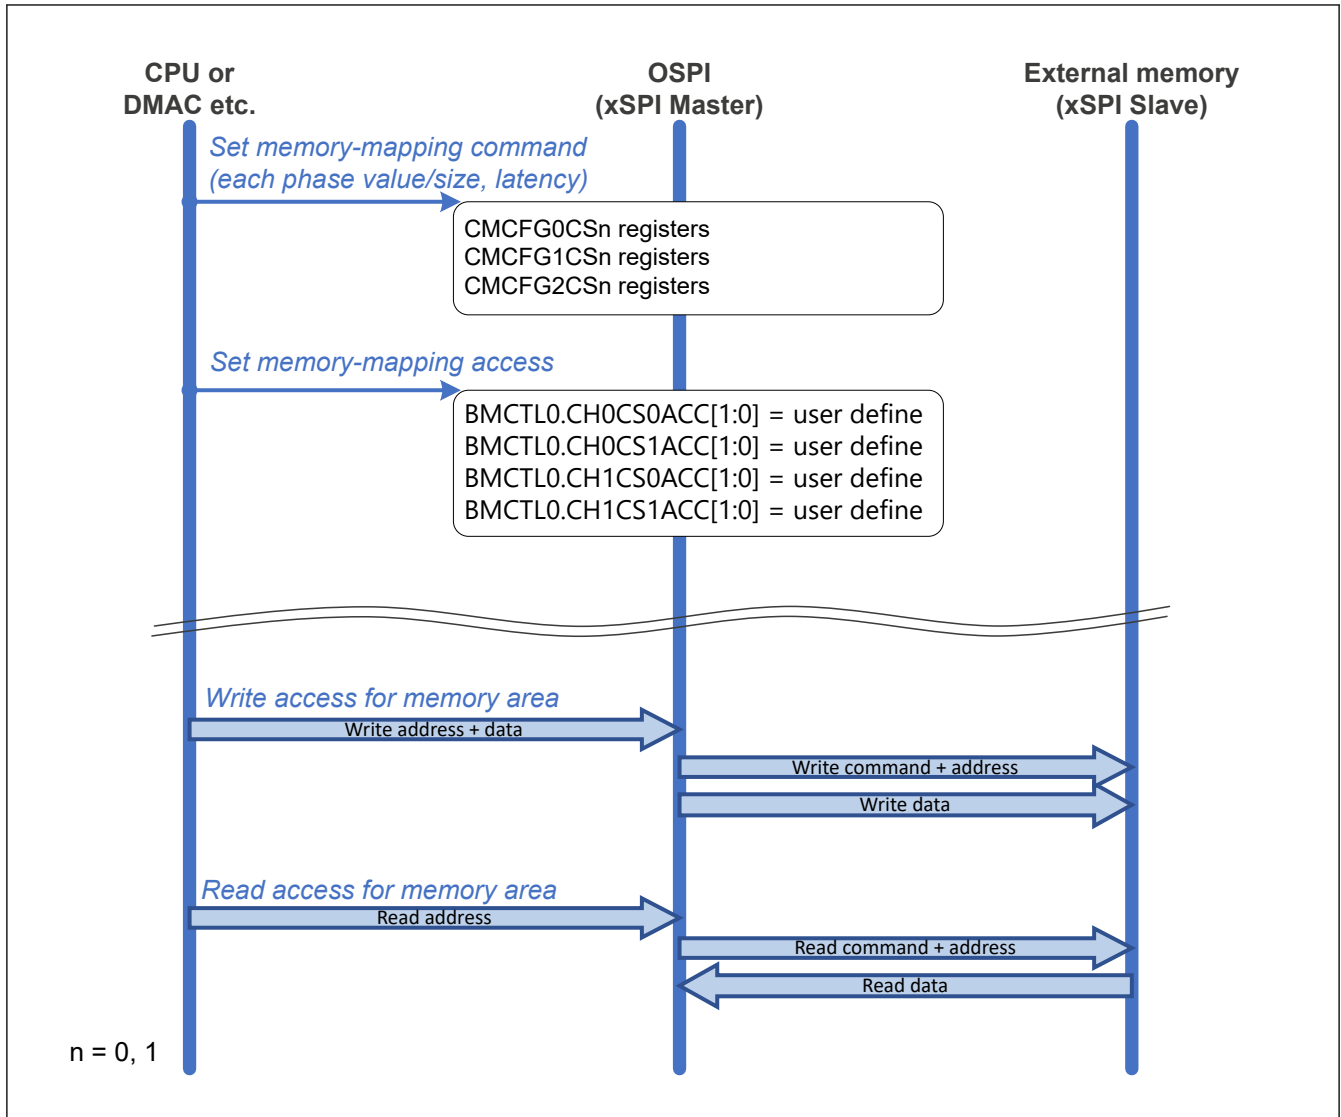 CPU or
DMAC etc.
OSPI
(xSPI Master)
External memory
(xSPI Slave)
Set memory-mapping command
(each phase value/size, latency)
CMCFG0CSn registers
CMCFG1CSn registers
CMCFG2CSn registers
Set memory-mapping access
BMCTL0.CH0CS0ACC[1:0] = user define
BMCTL0.CH0CS1ACC[1:0] = user define
BMCTL0.CH1CS0ACC[1:0] = user define
BMCTL0.CH1CS1ACC[1:0] = user define
Write access for memory area
Write address + data
Write command + address
Write data
Read access for memory area
Read address
Read command + address
Read data
n = 0, 1